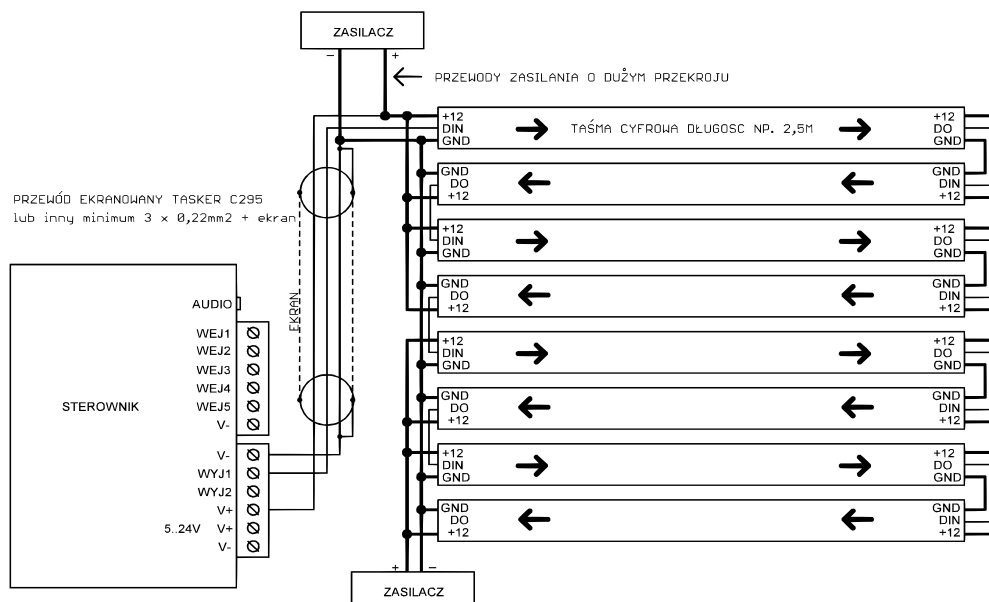 ZASILACZ
- +
PRZEWODY ZASILANIA O DUŻYM PRZEKROJU
+12
DIN
GND
TAŚMA CYFROWA DŁUGOSC NP. 2,5M
+12
DO
GND
GND
DO
+12
GND
DIN
+12
PRZEWÓD EKRANOWANY TASKER C295
lub inny minimum 3 x 0,22mm2 + ekran
+12
DIN
GND
+12
DO
GND
GND
DO
+12
GND
DIN
+12
EKRAN
+12
DIN
GND
+12
DO
GND
GND
DO
+12
GND
DIN
+12
+12
DIN
GND
+12
DO
GND
GND
DO
+12
GND
DIN
+12
STEROWNIK
AUDIO
WEJ1
WEJ2
WEJ3
WEJ4
WEJ5
V-
V-
WYJ1
WYJ2
V+
5..24V V+
V-
+ -
ZASILACZ